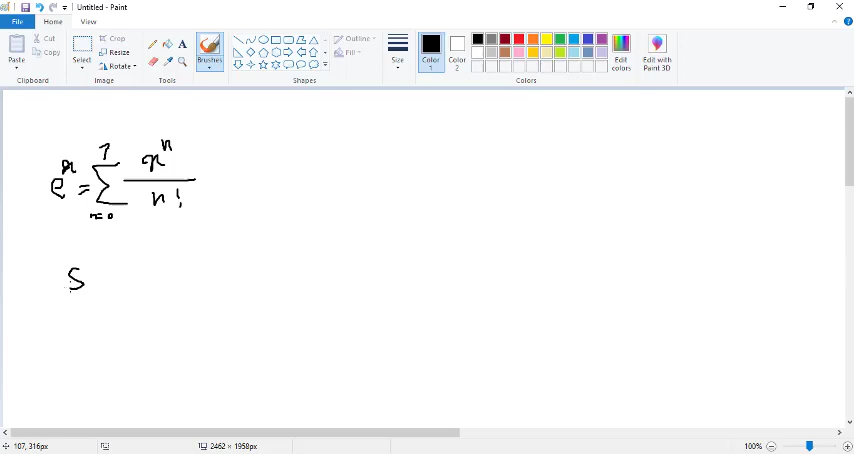 Untitled - Paint
File Home View
Paste
Cut
Copy
Clipboard
Select
Crop
Resize
Rotate
Image
A
Tools
Brushes
Outline
Fill
Shapes
Size
Color 1
Color 2
Edit colors
Edit with Paint 3D
Colors
e^x = ∑_{n=0}^{7} x^n / n!
S
107, 316px
2462 × 1958px
100%